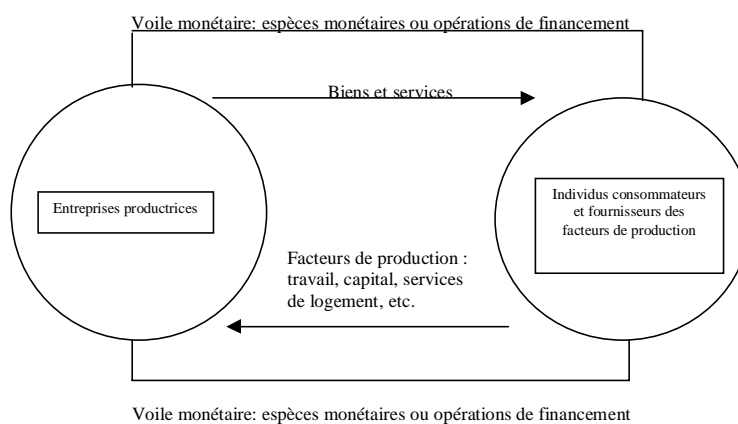 Voile monétaire: espèces monétaires ou opérations de financement
Biens et services
Entreprises productrices
Individus consommateurs
et fournisseurs des
facteurs de production
Facteurs de production :
travail, capital, services
de logement, etc.
Voile monétaire: espèces monétaires ou opérations de financement